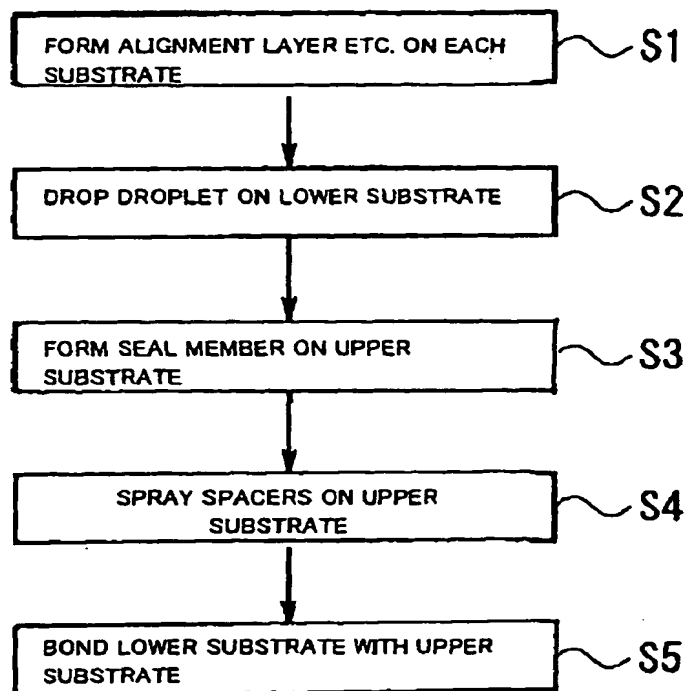 FORM ALIGNMENT LAYER ETC. ON EACH
SUBSTRATE
S1
DROP DROPLET ON LOWER SUBSTRATE
S2
FORM SEAL MEMBER ON UPPER
SUBSTRATE
S3
SPRAY SPACERS ON UPPER
SUBSTRATE
S4
BOND LOWER SUBSTRATE WITH UPPER
SUBSTRATE
S5